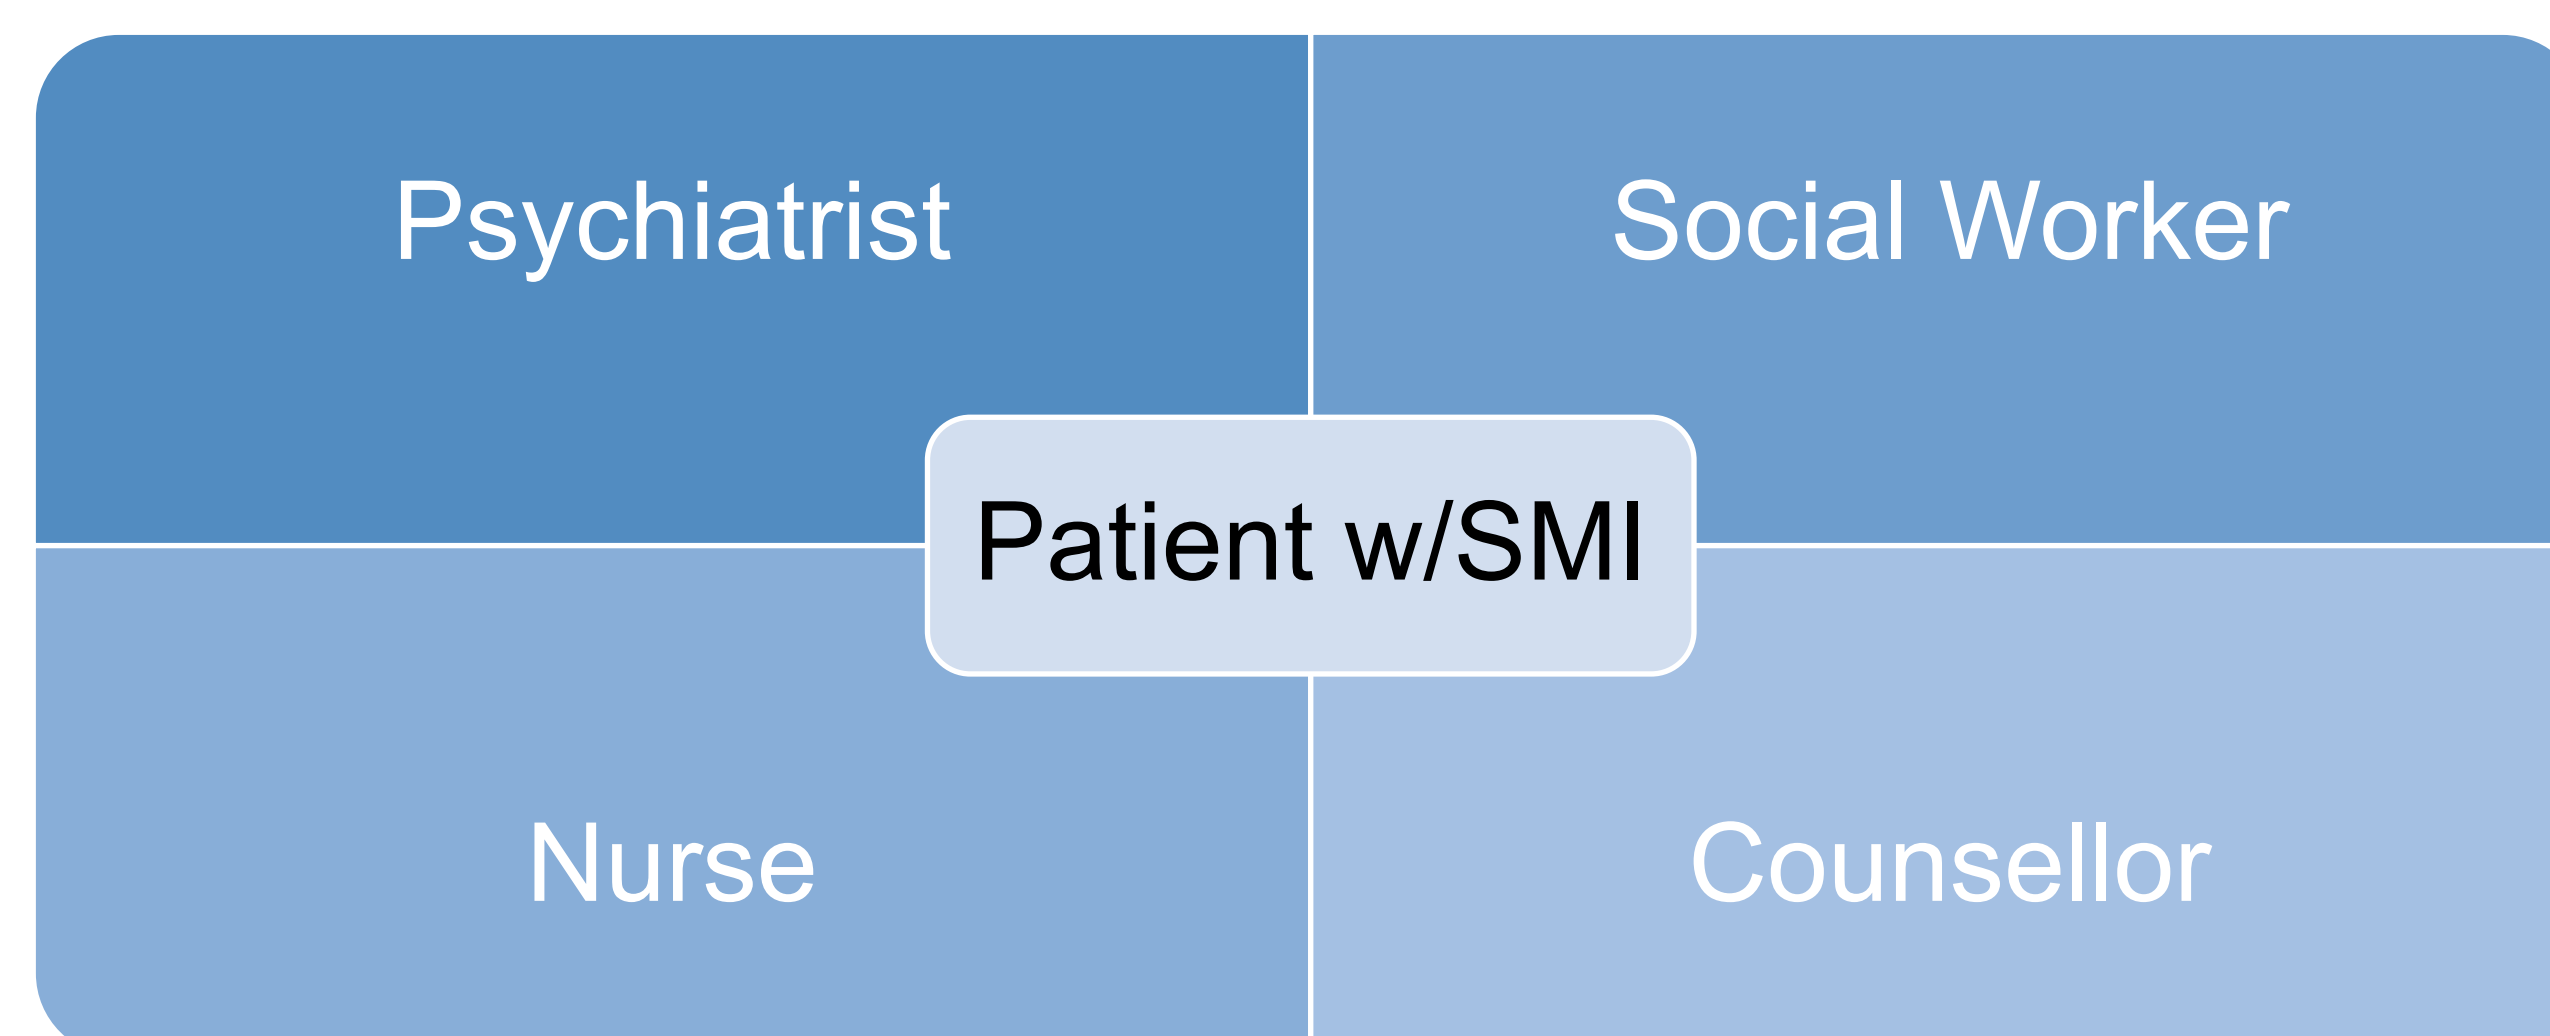 Psychiatrist
Social Worker
Patient w/SMI
Nurse
Counsellor